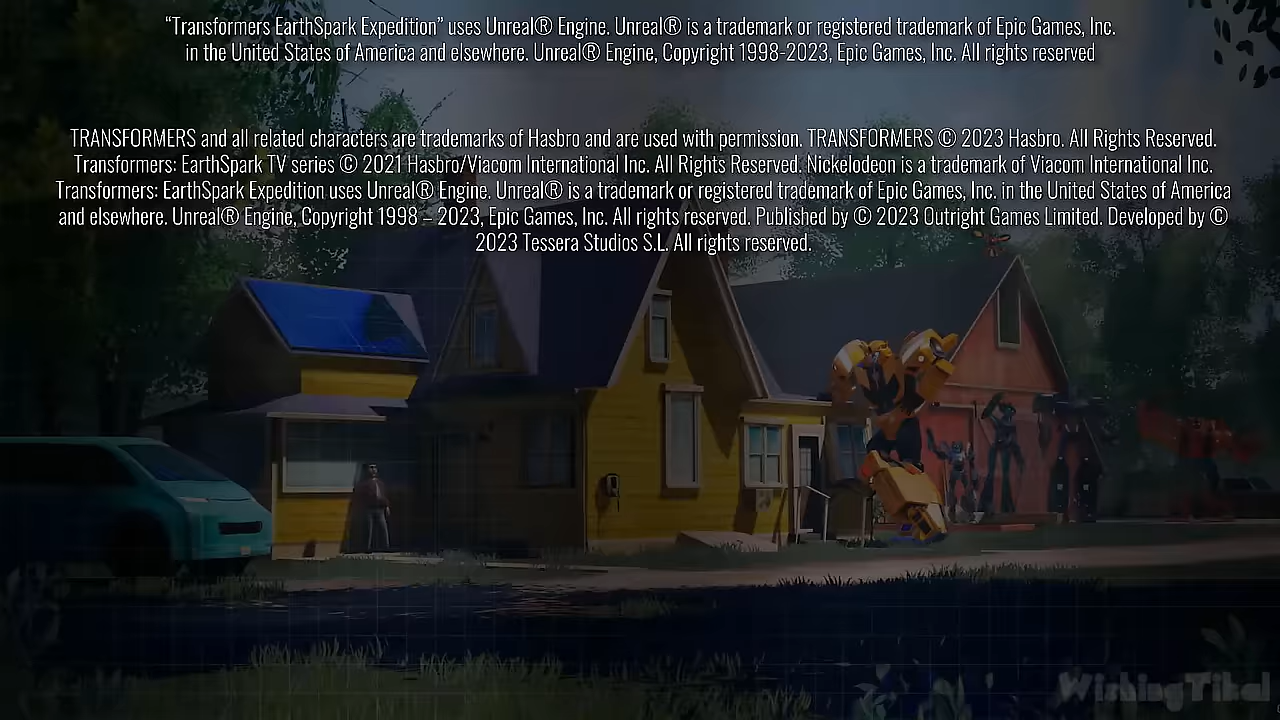 “Transformers EarthSpark Expedition” uses Unreal® Engine. Unreal® is a trademark or registered trademark of Epic Games, Inc.
in the United States of America and elsewhere. Unreal® Engine, Copyright 1998-2023, Epic Games, Inc. All rights reserved
TRANSFORMERS and all related characters are trademarks of Hasbro and are used with permission. TRANSFORMERS © 2023 Hasbro. All Rights Reserved.
Transformers: EarthSpark TV series © 2021 Hasbro/Viacom International Inc. All Rights Reserved. Nickelodeon is a trademark of Viacom International Inc.
Transformers: EarthSpark Expedition uses Unreal® Engine. Unreal® is a trademark or registered trademark of Epic Games, Inc. in the United States of America
and elsewhere. Unreal® Engine, Copyright 1998 – 2023, Epic Games, Inc. All rights reserved. Published by © 2023 Outright Games Limited. Developed by ©
2023 Tessera Studios S.L. All rights reserved.
WishingTikal